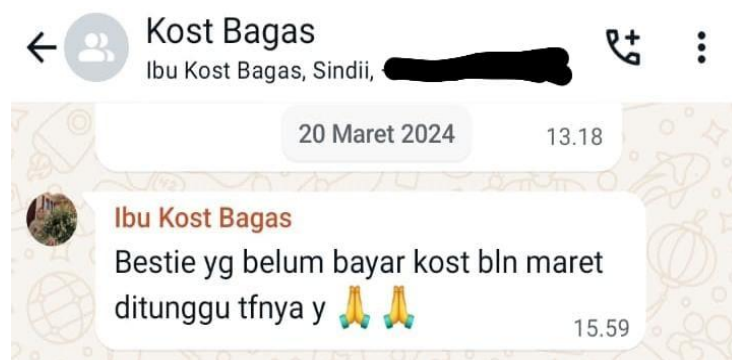 Kost Bagas
Ibu Kost Bagas, Sindii,
20 Maret 2024
13.18
Ibu Kost Bagas
Bestie yg belum bayar kost bln maret
ditunggu tfnya y 🙏 🙏
15.59